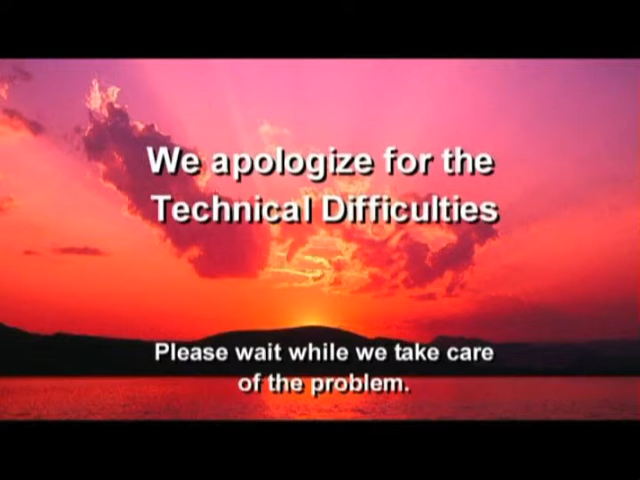 We apologize for the
Technical Difficulties
Please wait while we take care
of the problem.